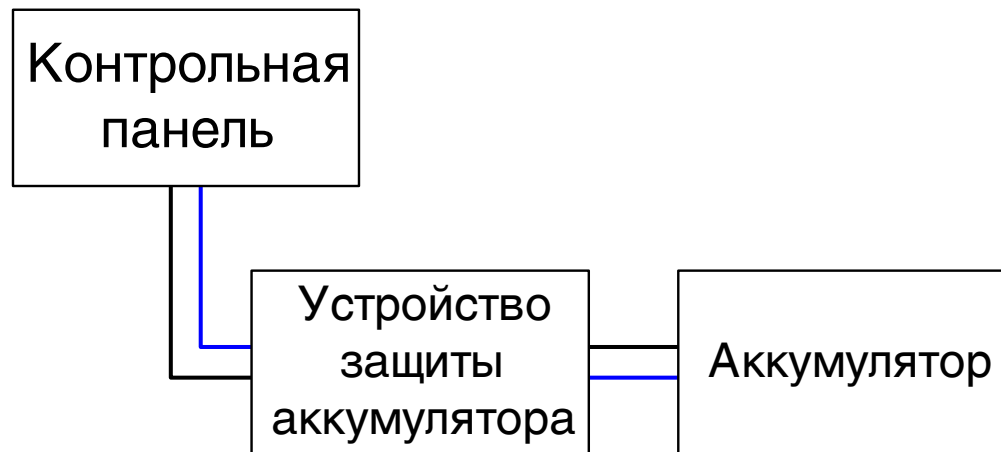 Контрольная
панель
Устройство
защиты
аккумулятора
Аккумулятор